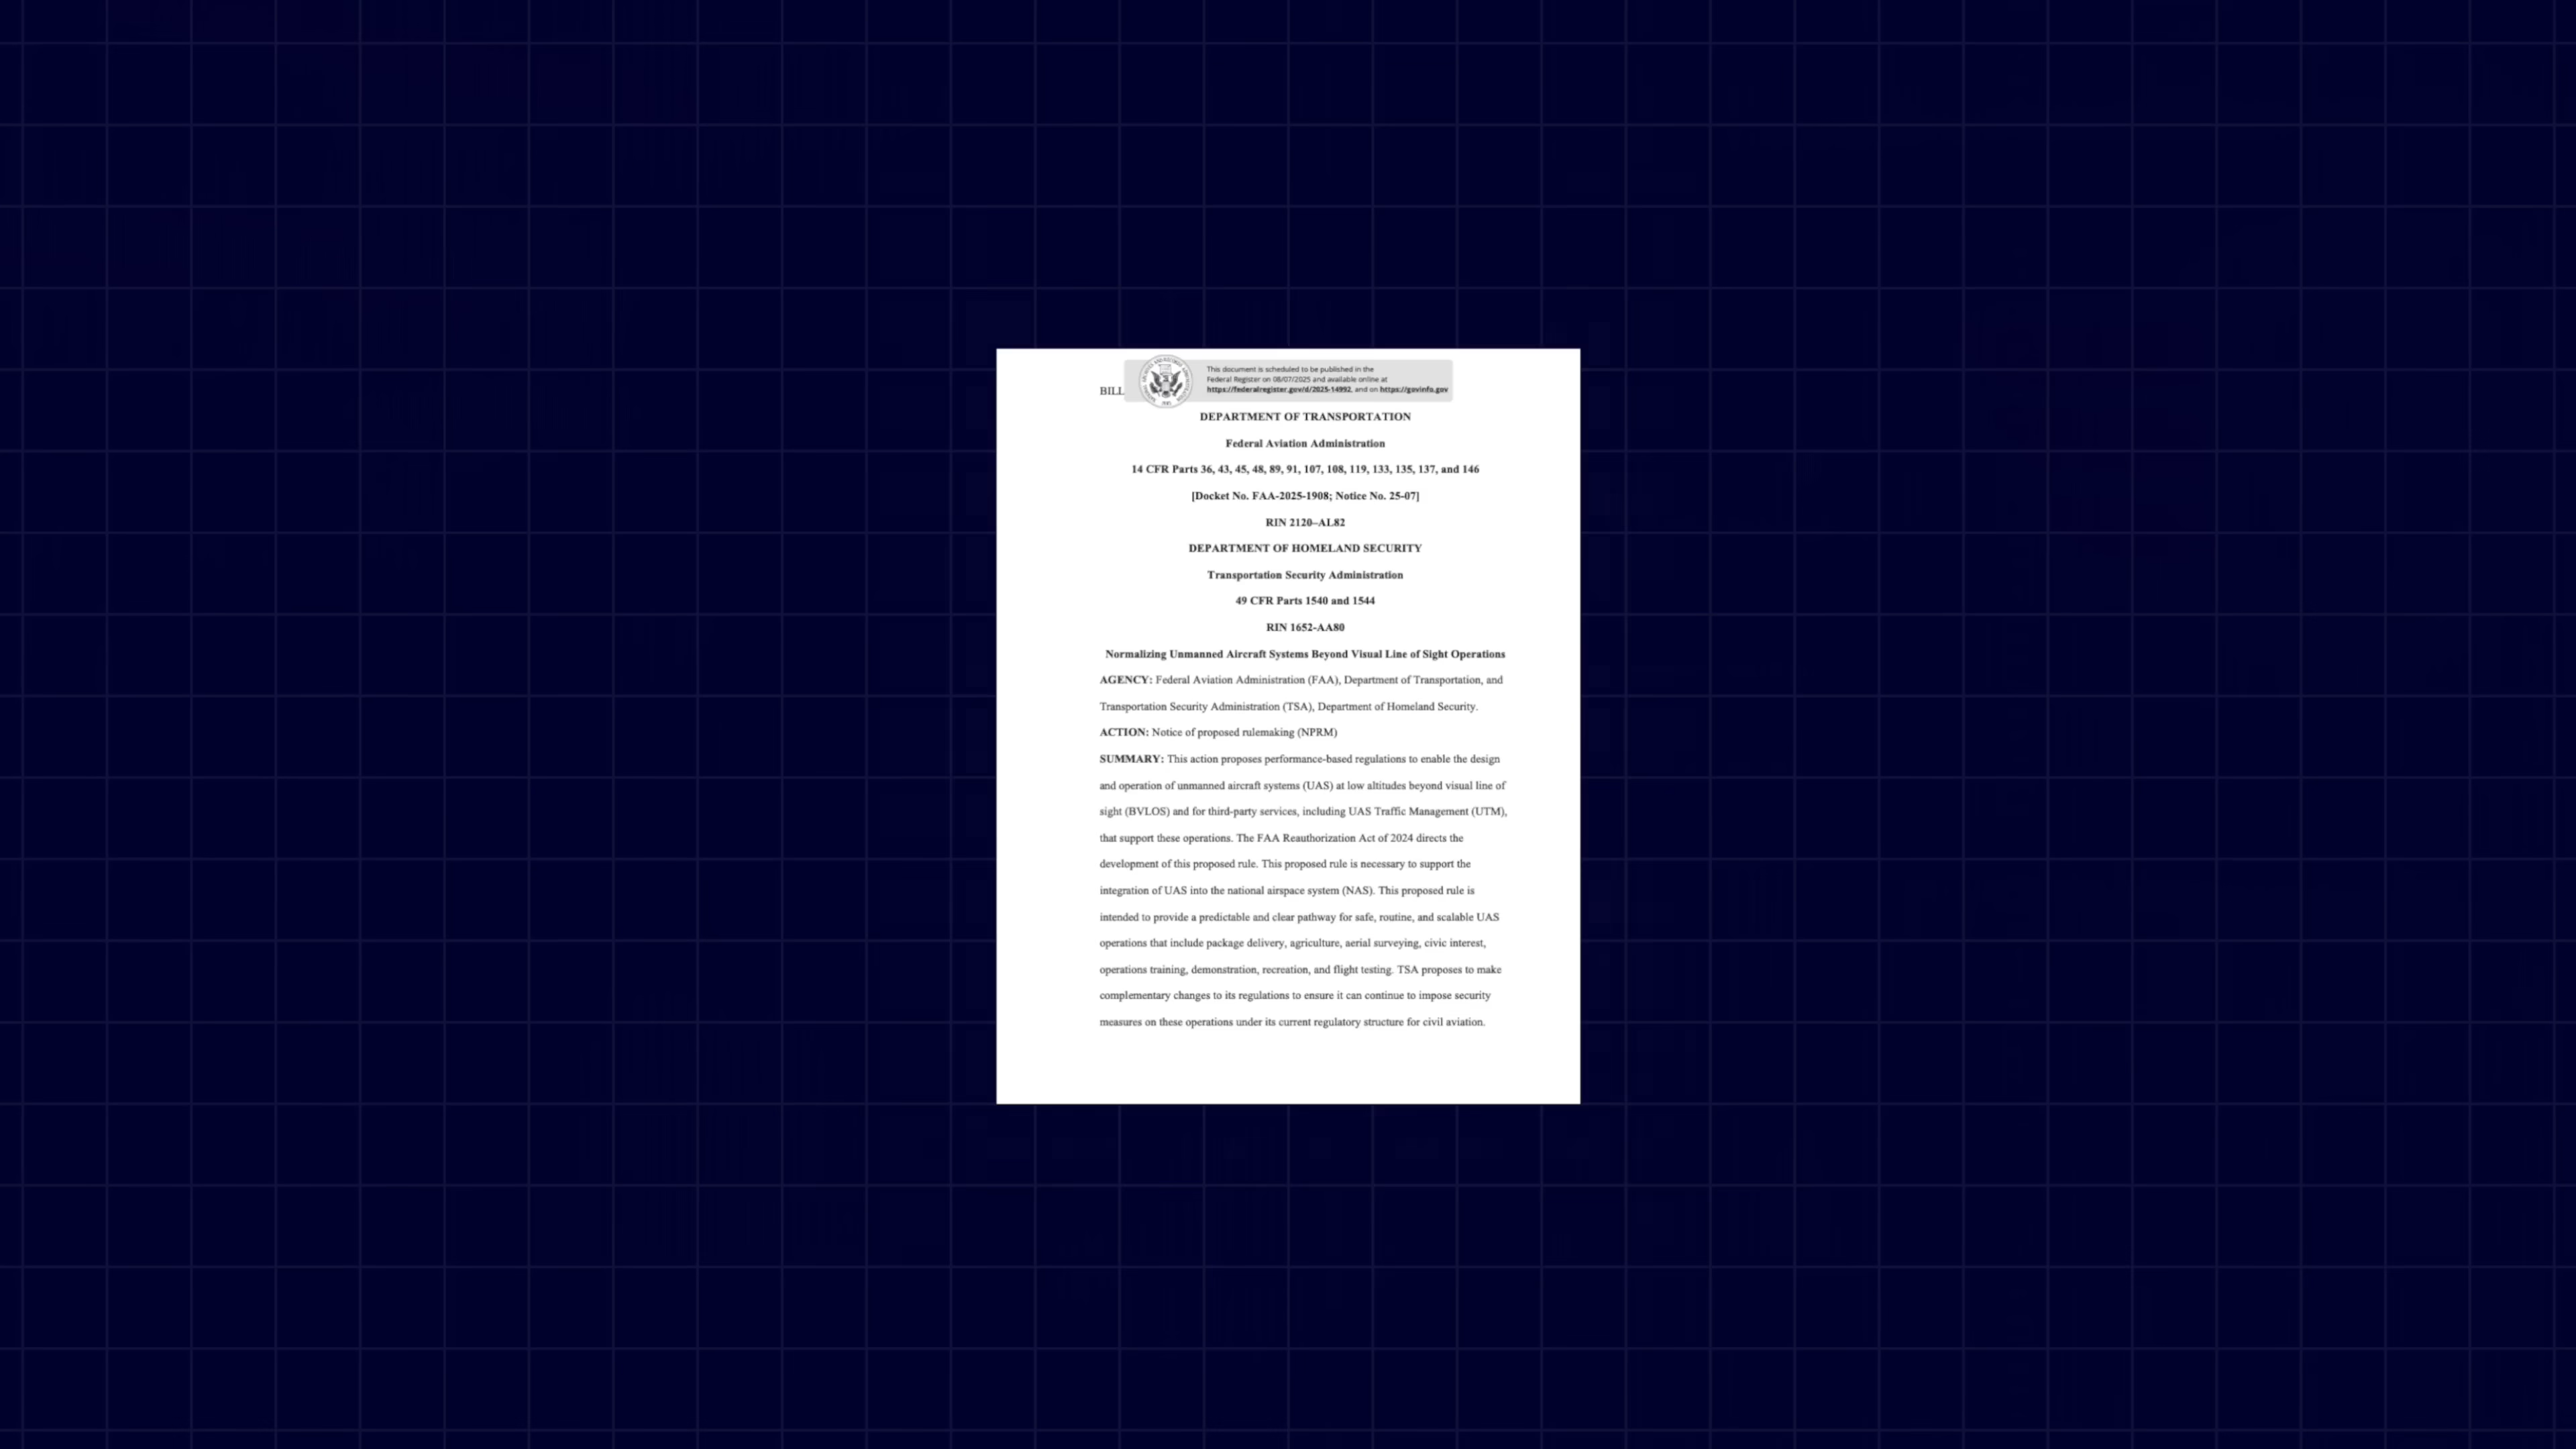 This document is scheduled to be published in the
Federal Register on 08/07/2025 and available online at
https://federalregister.gov/d/2025-14992, and on https://govinfo.gov
BILL
DEPARTMENT OF TRANSPORTATION
Federal Aviation Administration
14 CFR Parts 36, 43, 45, 48, 89, 91, 107, 108, 119, 133, 135, 137, and 146
[Docket No. FAA-2025-1908; Notice No. 25-07]
RIN 2120–AL82
DEPARTMENT OF HOMELAND SECURITY
Transportation Security Administration
49 CFR Parts 1540 and 1544
RIN 1652-AA80
Normalizing Unmanned Aircraft Systems Beyond Visual Line of Sight Operations
AGENCY: Federal Aviation Administration (FAA), Department of Transportation, and
Transportation Security Administration (TSA), Department of Homeland Security.
ACTION: Notice of proposed rulemaking (NPRM)
SUMMARY: This action proposes performance-based regulations to enable the design
and operation of unmanned aircraft systems (UAS) at low altitudes beyond visual line of
sight (BVLOS) and for third-party services, including UAS Traffic Management (UTM),
that support these operations. The FAA Reauthorization Act of 2024 directs the
development of this proposed rule. This proposed rule is necessary to support the
integration of UAS into the national airspace system (NAS). This proposed rule is
intended to provide a predictable and clear pathway for safe, routine, and scalable UAS
operations that include package delivery, agriculture, aerial surveying, civic interest,
operations training, demonstration, recreation, and flight testing. TSA proposes to make
complementary changes to its regulations to ensure it can continue to impose security
measures on these operations under its current regulatory structure for civil aviation.